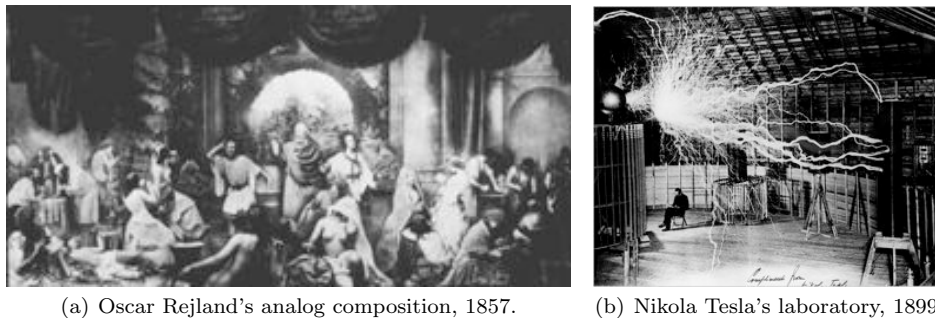 (a) Oscar Rejland's analog composition, 1857.
(b) Nikola Tesla's laboratory, 1899